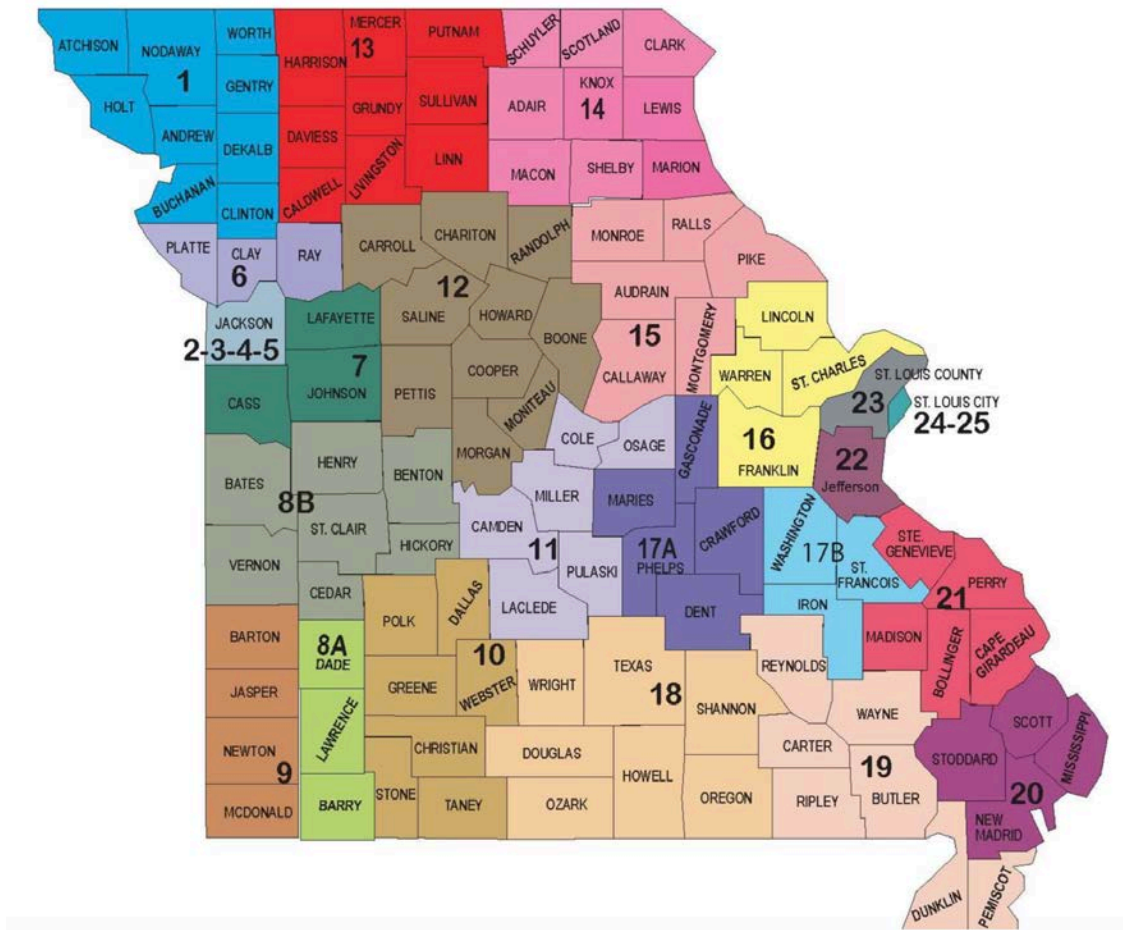 ATCHISON
NODAWAY
1
WORTH
HOLT
GENTRY
ANDREW
DEKALB
BUCHANAN
CLINTON
HARRISON
MERCER
13
PUTNAM
GRUNDY
SULLIVAN
DAVIESS
CALDWELL
LIVINGSTON
LINN
SCHUYLER
SCOTLAND
CLARK
ADAIR
KNOX
14
LEWIS
MACON
SHELBY
MARION
PLATTE
CLAY
6
RAY
JACKSON
2-3-4-5
LAFAYETTE
7
JOHNSON
CASS
CARROLL
CHARITON
RANDOLPH
12
SALINE
HOWARD
BOONE
COOPER
PETTIS
MONITEAU
MORGAN
MONROE
RALLS
PIKE
AUDRAIN
15
CALLAWAY
MONTGOMERY
LINCOLN
WARREN
ST. CHARLES
16
FRANKLIN
ST. LOUIS COUNTY
23
ST. LOUIS CITY
24-25
22
Jefferson
BATES
8B
HENRY
BENTON
ST. CLAIR
HICKORY
VERNON
CEDAR
COLE
OSAGE
MILLER
CAMDEN
11
PULASKI
LACLEDE
GASCONADE
MARIES
17A
PHELPS
CRAWFORD
DENT
WASHINGTON
17B
ST.
FRANCOIS
IRON
STE.
GENEVIEVE
PERRY
21
MADISON
BOLLINGER
CAPE
GIRARDEAU
BARTON
JASPER
NEWTON
9
MCDONALD
8A
DADE
LAWRENCE
BARRY
POLK
DALLAS
10
GREENE
WEBSTER
CHRISTIAN
STONE
TANEY
WRIGHT
TEXAS
18
SHANNON
DOUGLAS
HOWELL
OZARK
OREGON
REYNOLDS
WAYNE
CARTER
19
RIPLEY
BUTLER
SCOTT
MISSISSIPPI
STODDARD
20
NEW
MADRID
DUNKLIN
PEMISCOT